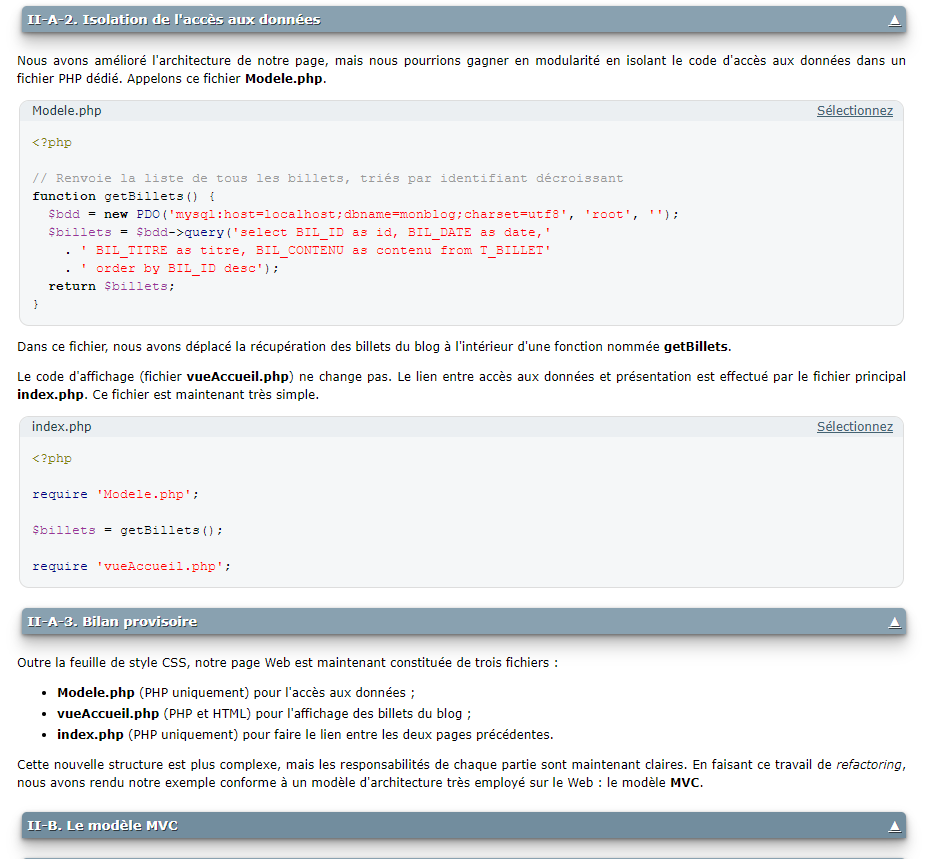 II-A-2. Isolation de l'accès aux données ▲
Nous avons amélioré l'architecture de notre page, mais nous pourrions gagner en modularité en isolant le code d'accès aux données dans un
fichier PHP dédié. Appelons ce fichier Modele.php.
Modele.php Sélectionnez
<?php
// Renvoie la liste de tous les billets, triés par identifiant décroissant
function getBillets() {
  $bdd = new PDO('mysql:host=localhost;dbname=monblog;charset=utf8', 'root', '');
  $billets = $bdd->query('select BIL_ID as id, BIL_DATE as date,'
    . ' BIL_TITRE as titre, BIL_CONTENU as contenu from T_BILLET'
    . ' order by BIL_ID desc');
  return $billets;
}
Dans ce fichier, nous avons déplacé la récupération des billets du blog à l'intérieur d'une fonction nommée getBillets.
Le code d'affichage (fichier vueAccueil.php) ne change pas. Le lien entre accès aux données et présentation est effectué par le fichier principal
index.php. Ce fichier est maintenant très simple.
index.php Sélectionnez
<?php
require 'Modele.php';
$billets = getBillets();
require 'vueAccueil.php';
II-A-3. Bilan provisoire ▲
Outre la feuille de style CSS, notre page Web est maintenant constituée de trois fichiers :
• Modele.php (PHP uniquement) pour l'accès aux données ;
• vueAccueil.php (PHP et HTML) pour l'affichage des billets du blog ;
• index.php (PHP uniquement) pour faire le lien entre les deux pages précédentes.
Cette nouvelle structure est plus complexe, mais les responsabilités de chaque partie sont maintenant claires. En faisant ce travail de refactoring,
nous avons rendu notre exemple conforme à un modèle d'architecture très employé sur le Web : le modèle MVC.
II-B. Le modèle MVC ▲